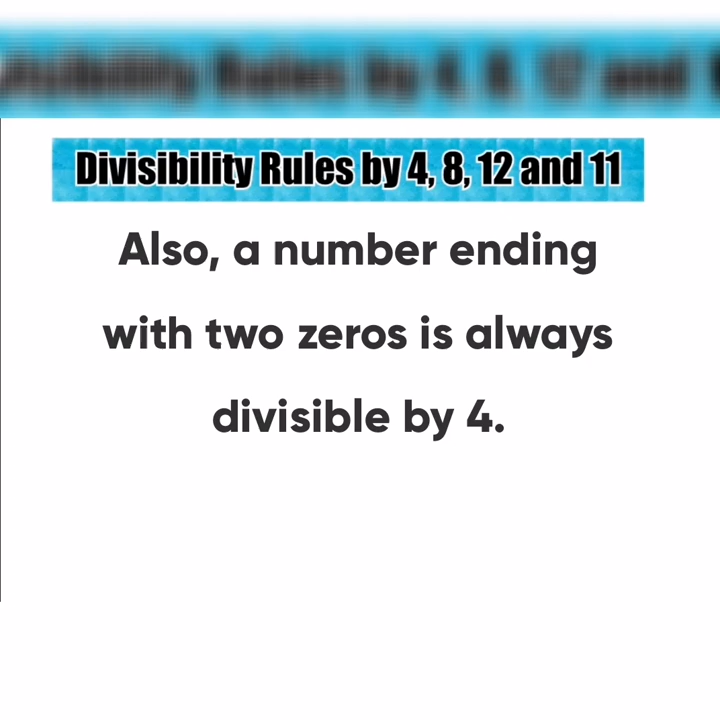 Divisibility Rules by 4, 8, 12 and 11
Also, a number ending
with two zeros is always
divisible by 4.